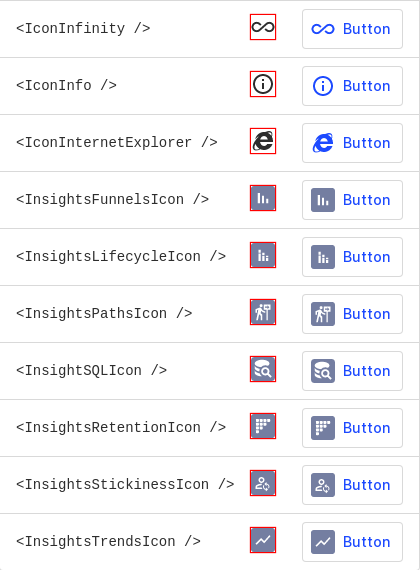 <IconInfinity /> Button
<IconInfo /> Button
<IconInternetExplorer /> Button
<InsightsFunnelsIcon /> Button
<InsightsLifecycleIcon /> Button
<InsightsPathsIcon /> Button
<InsightSQLIcon /> Button
<InsightsRetentionIcon /> Button
<InsightsStickinessIcon /> Button
<InsightsTrendsIcon /> Button